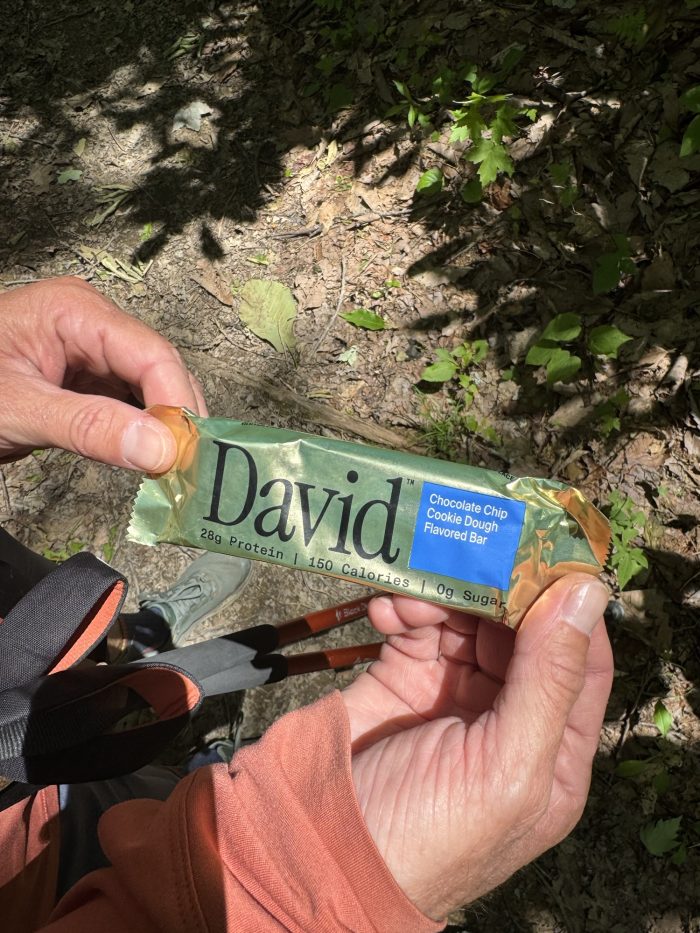 David™
Chocolate Chip
Cookie Dough
Flavored Bar
28g Protein | 150 Calories | 0g Sugar